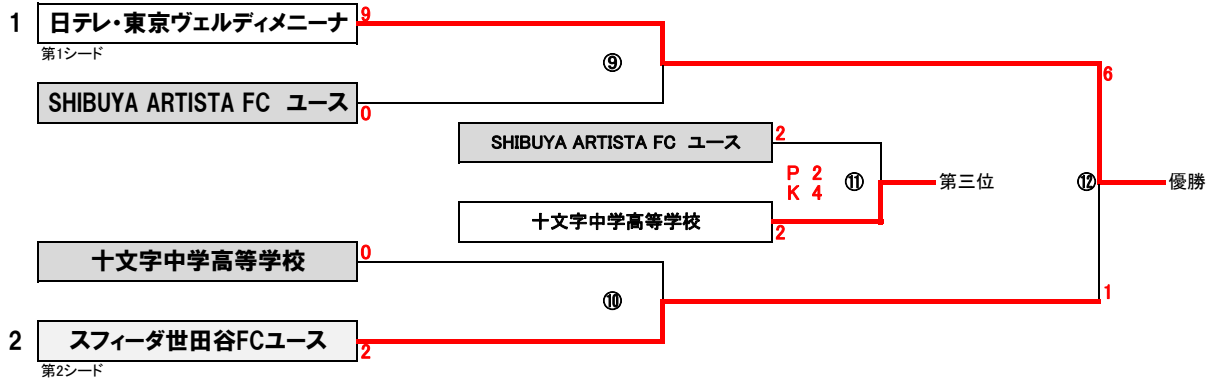 1 日テレ・東京ヴェルディメニーナ 9
第1シード
⑨
6
SHIBUYA ARTISTA FC ユース 0
SHIBUYA ARTISTA FC ユース 2
P 2
K 4
⑪
第三位
⑫
優勝
十文字中学高等学校 2
十文字中学高等学校 0
⑩
1
2 スフィーダ世田谷FCユース 2
第2シード